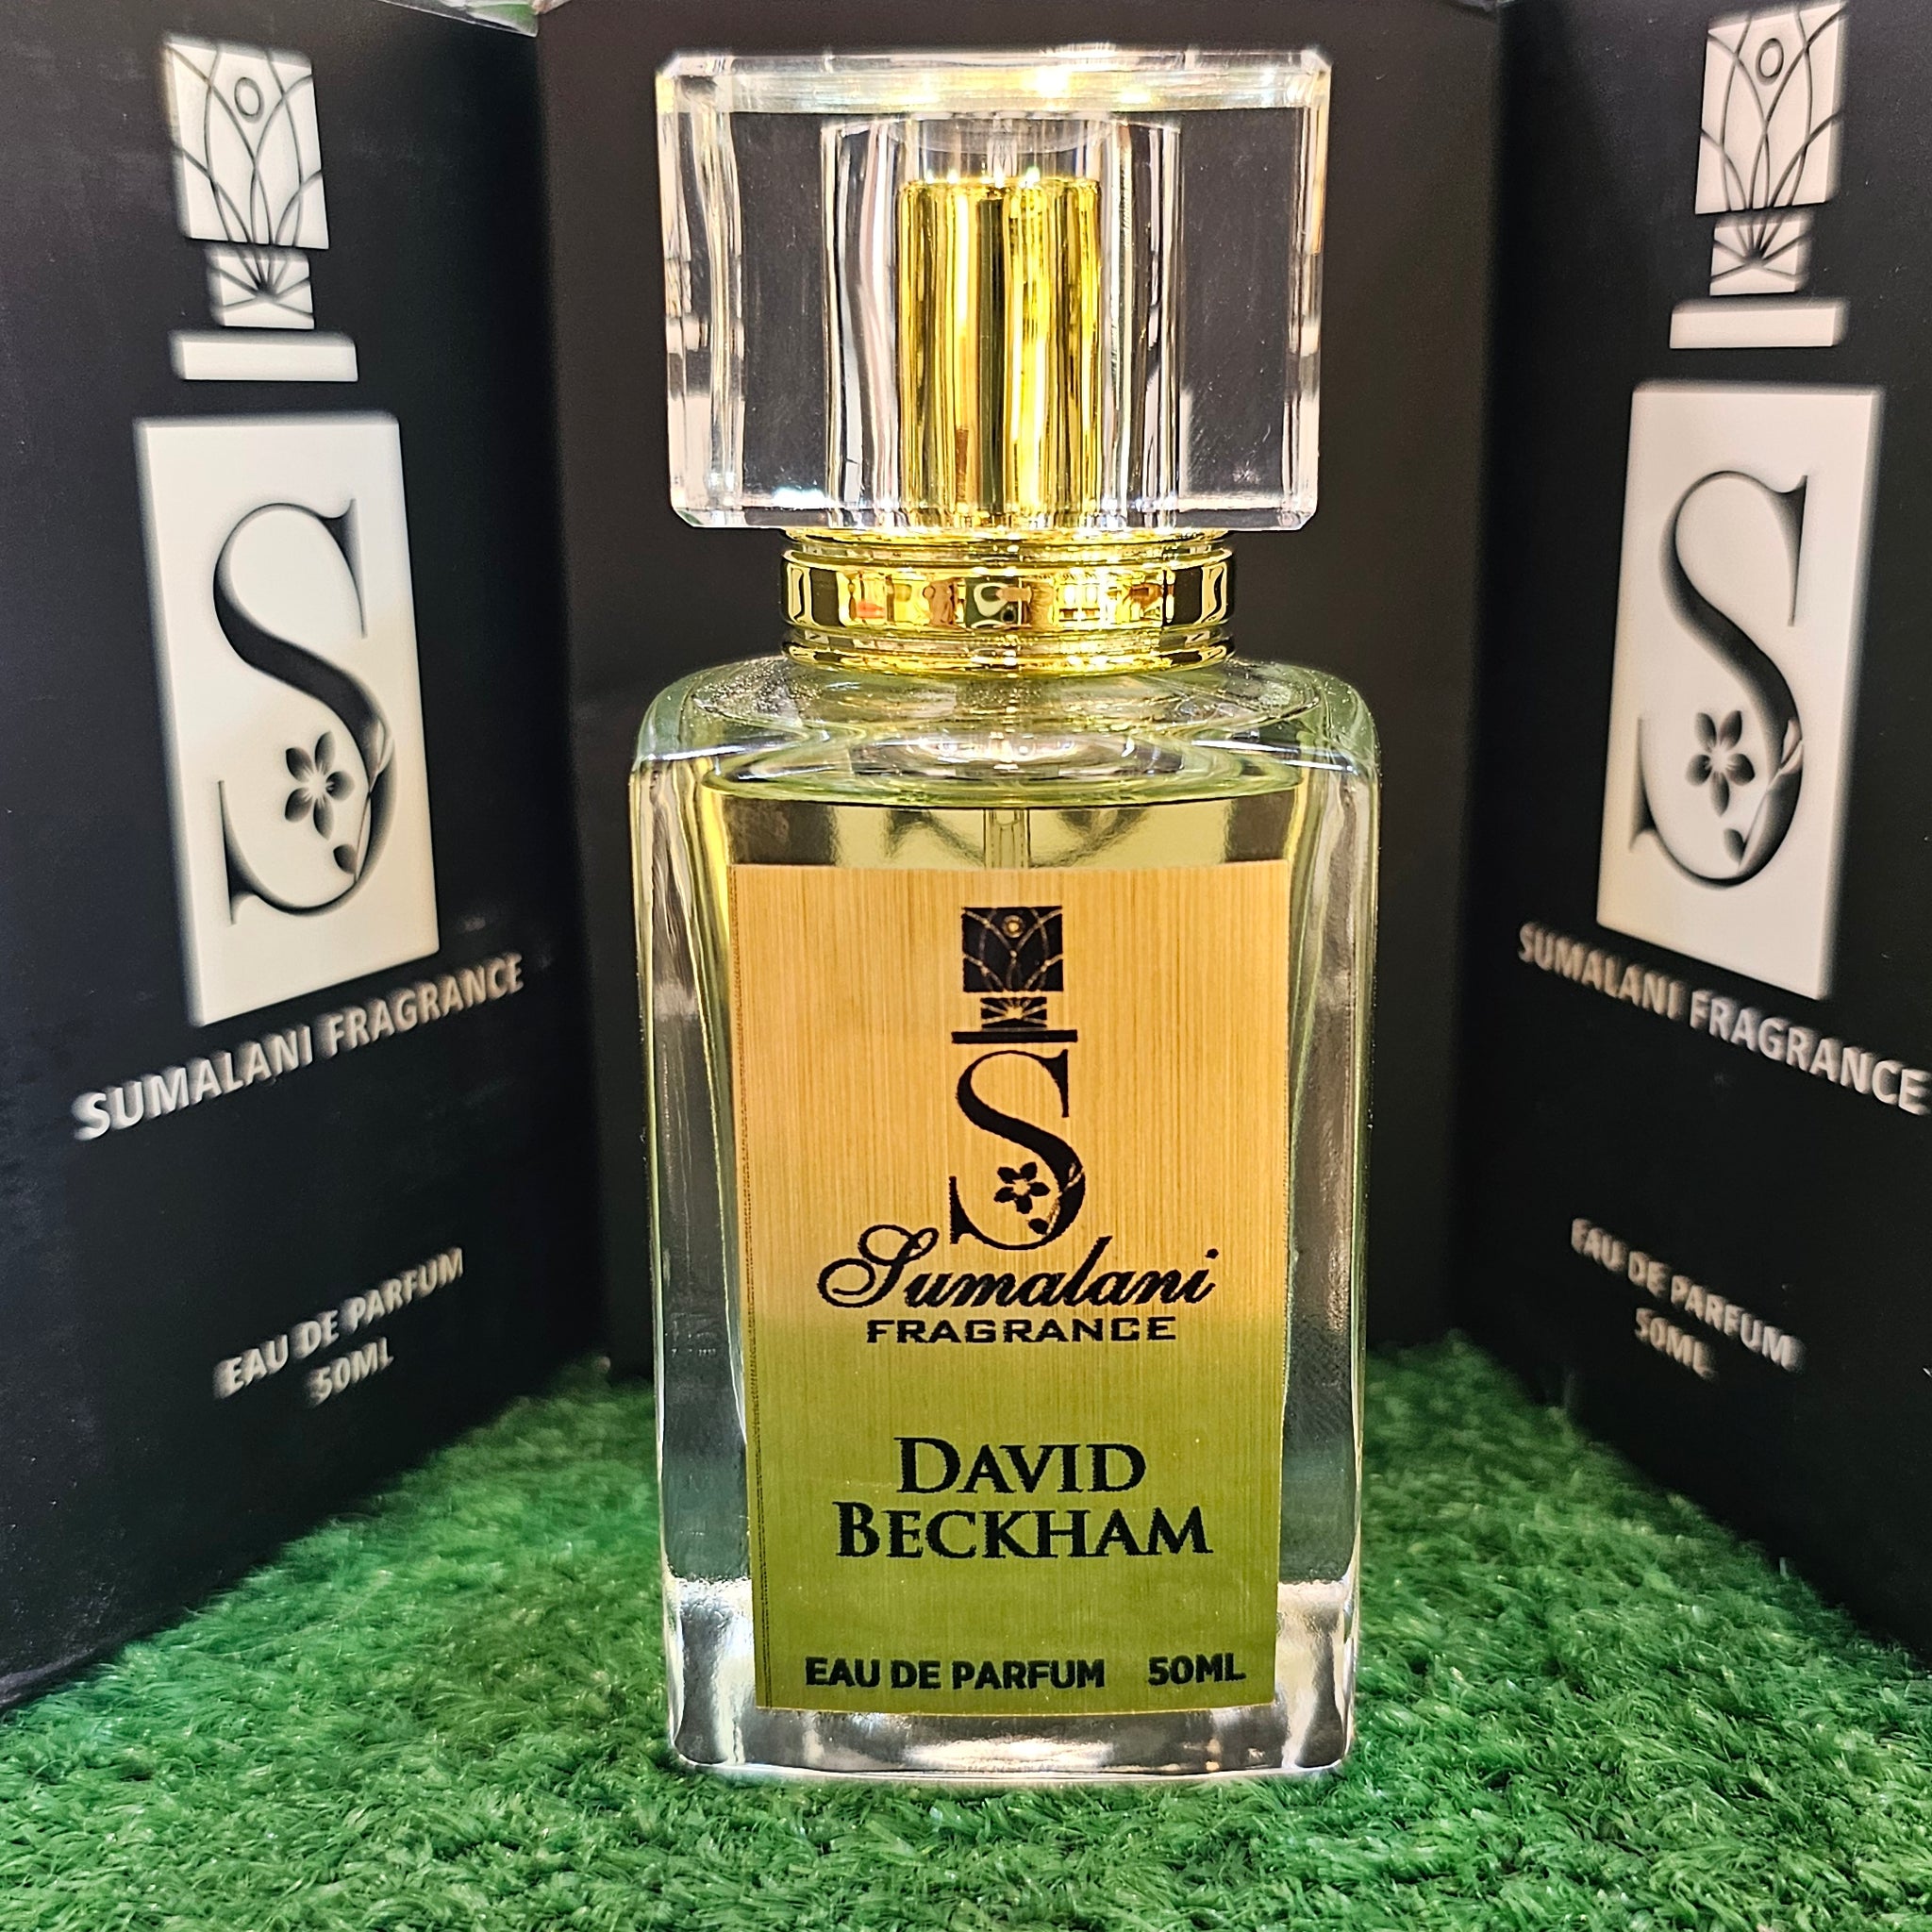 S
SUMALANI FRAGRANCE
EAU DE PARFUM
50ML
S
Sumalani
FRAGRANCE
DAVID
BECKHAM
EAU DE PARFUM 50ML
S
SUMALANI FRAGRANCE
EAU DE PARFUM
50ML